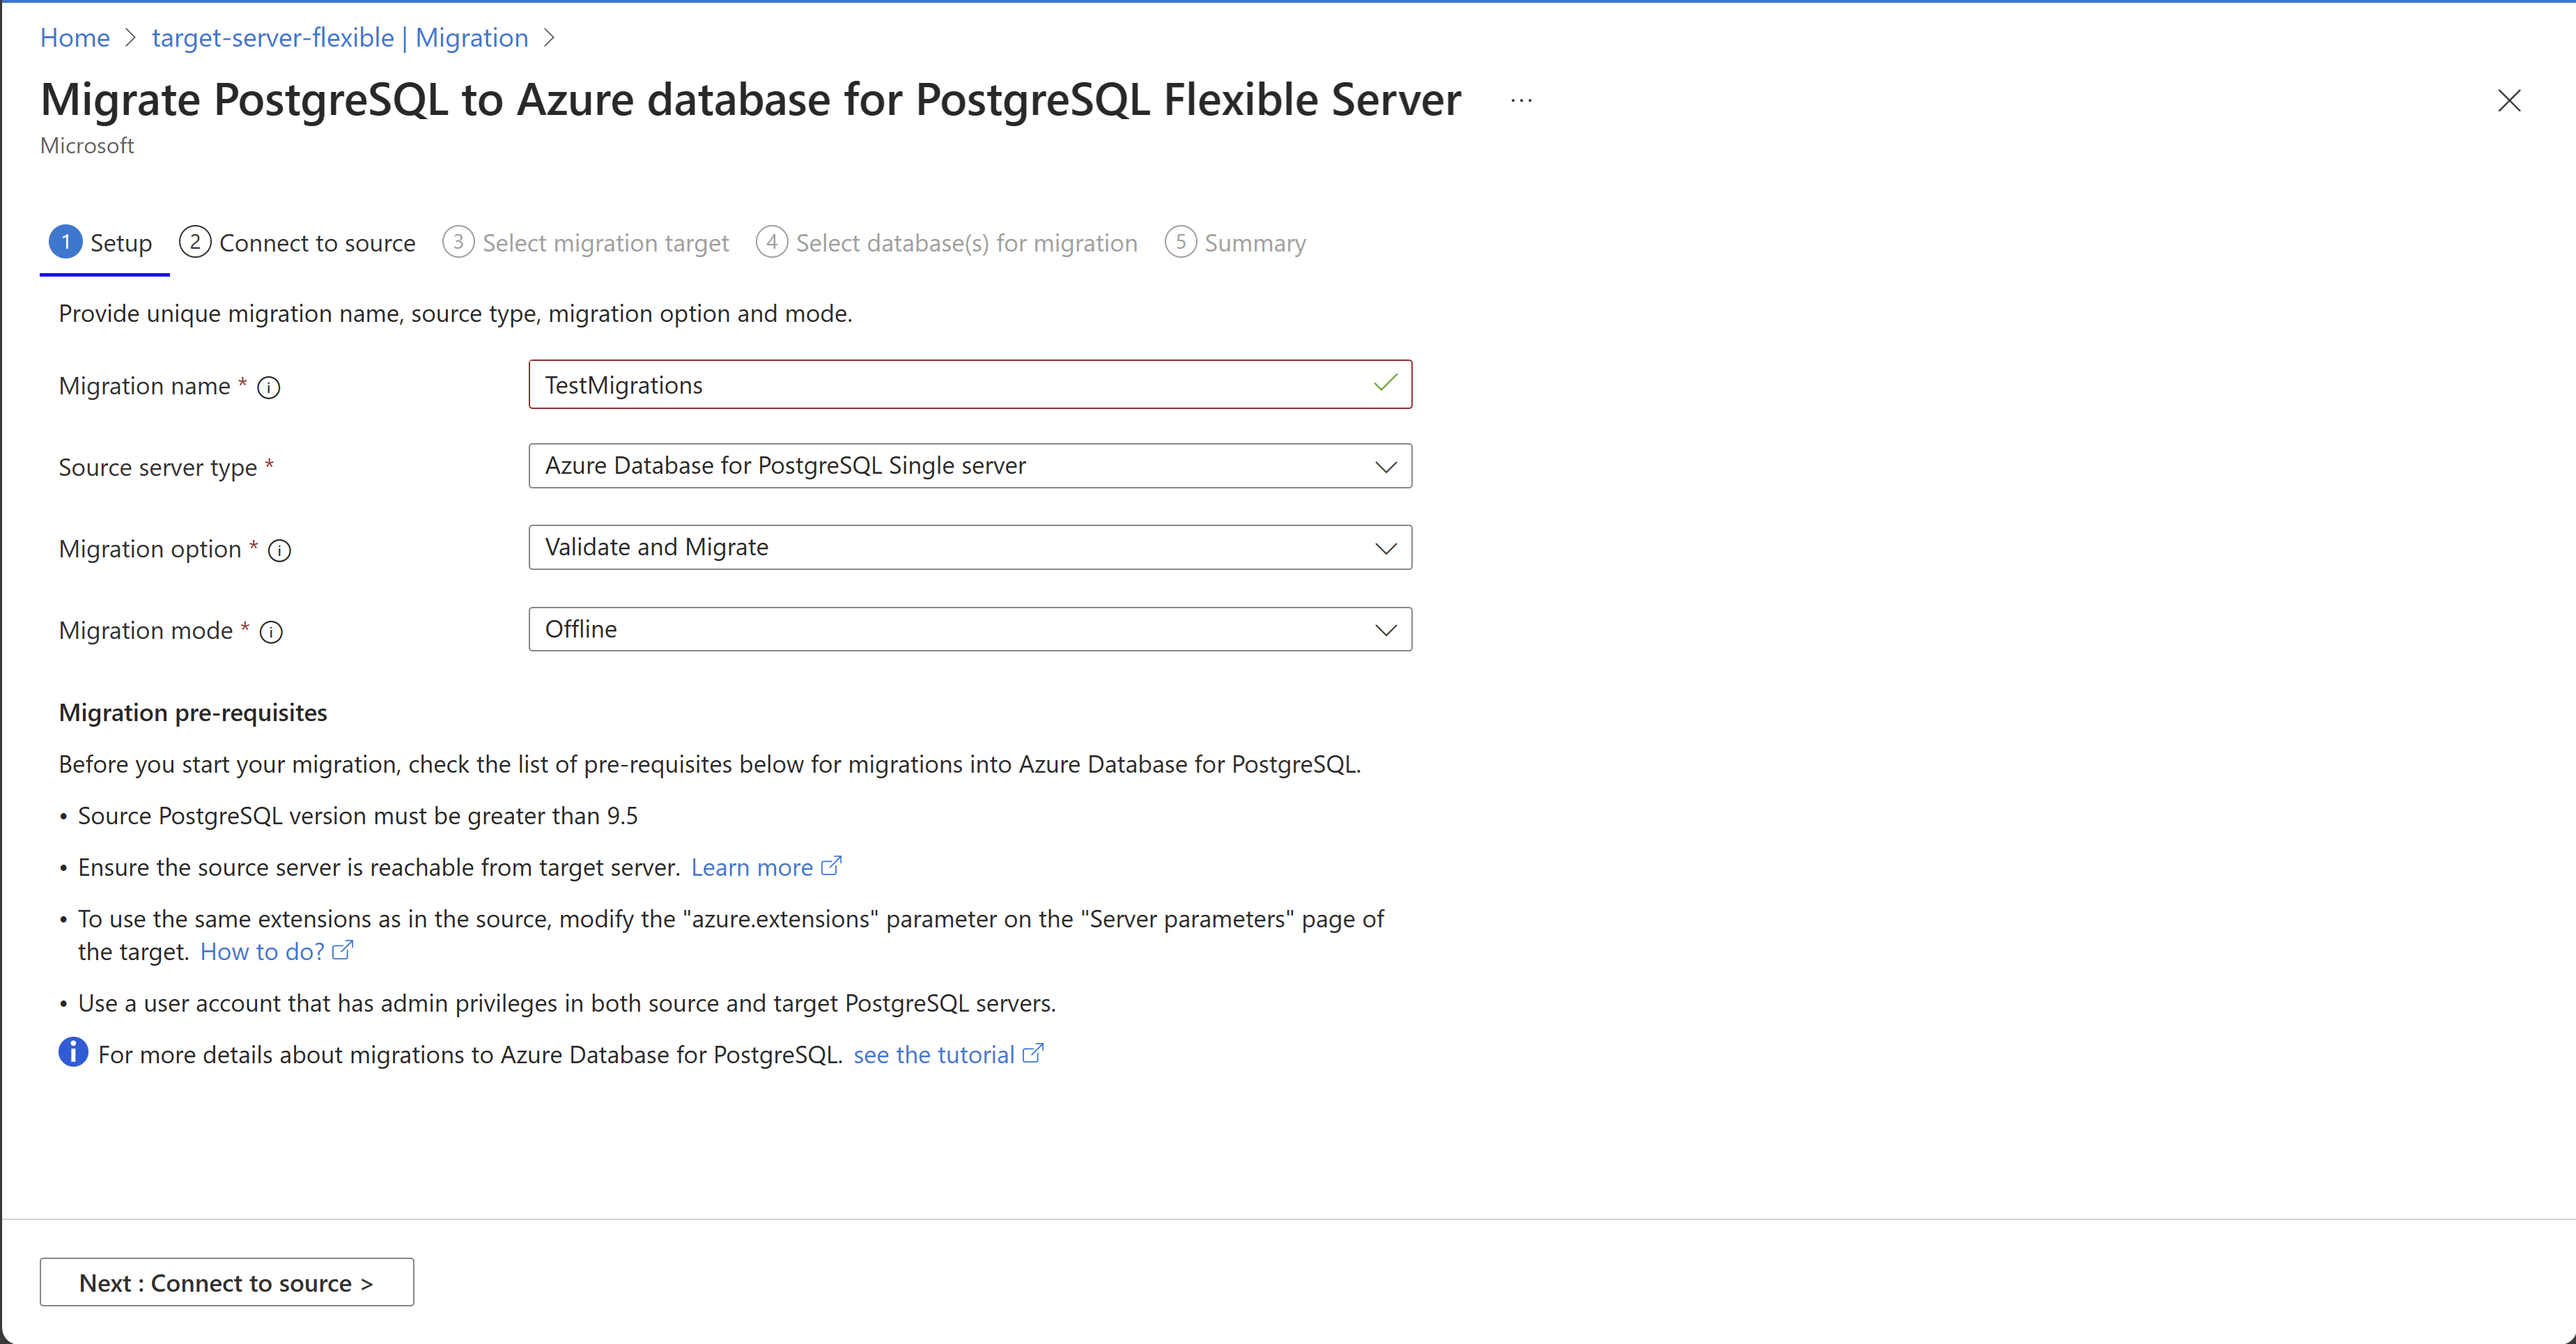 Home > target-server-flexible | Migration >
Migrate PostgreSQL to Azure database for PostgreSQL Flexible Server ...
Microsoft
1 Setup 2 Connect to source 3 Select migration target 4 Select database(s) for migration 5 Summary
Provide unique migration name, source type, migration option and mode.
Migration name * TestMigrations
Source server type * Azure Database for PostgreSQL Single server
Migration option * Validate and Migrate
Migration mode * Offline
Migration pre-requisites
Before you start your migration, check the list of pre-requisites below for migrations into Azure Database for PostgreSQL.
• Source PostgreSQL version must be greater than 9.5
• Ensure the source server is reachable from target server. Learn more
• To use the same extensions as in the source, modify the "azure.extensions" parameter on the "Server parameters" page of
the target. How to do?
• Use a user account that has admin privileges in both source and target PostgreSQL servers.
For more details about migrations to Azure Database for PostgreSQL. see the tutorial
Next : Connect to source >